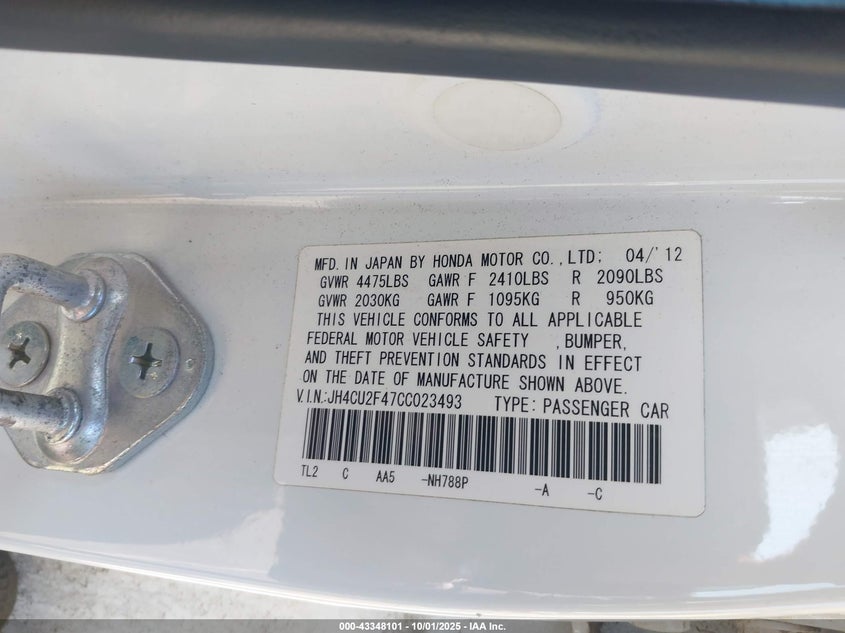 MFD. IN JAPAN BY HONDA MOTOR CO.,LTD; 04/'12
GVWR 4475LBS GAWR F 2410LBS R 2090LBS
GVWR 2030KG GAWR F 1095KG R 950KG
THIS VEHICLE CONFORMS TO ALL APPLICABLE
FEDERAL MOTOR VEHICLE SAFETY ,BUMPER,
AND THEFT PREVENTION STANDARDS IN EFFECT
ON THE DATE OF MANUFACTURE SHOWN ABOVE.
V.I.N.:JH4CU2F47CC023493 TYPE: PASSENGER CAR
TL2 C AA5 -NH788P -A -C
000-43348101 | 10/01/2025 - IAA Inc.